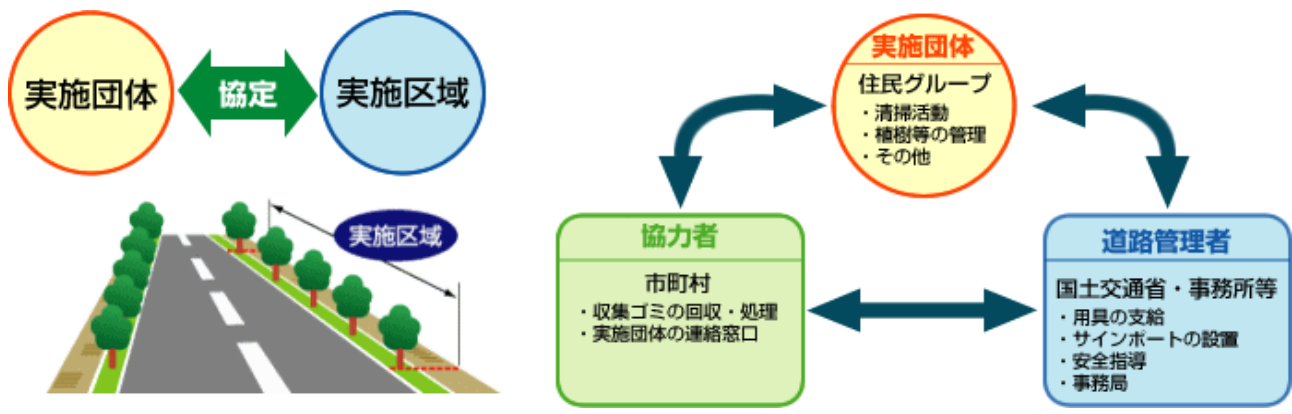 実施団体
協定
実施区域
実施区域
実施団体
住民グループ
・清掃活動
・植樹等の管理
・その他
協力者
市町村
・収集ゴミの回収・処理
・実施団体の連絡窓口
道路管理者
国土交通省・事務所等
・用具の支給
・サインポートの設置
・安全指導
・事務局